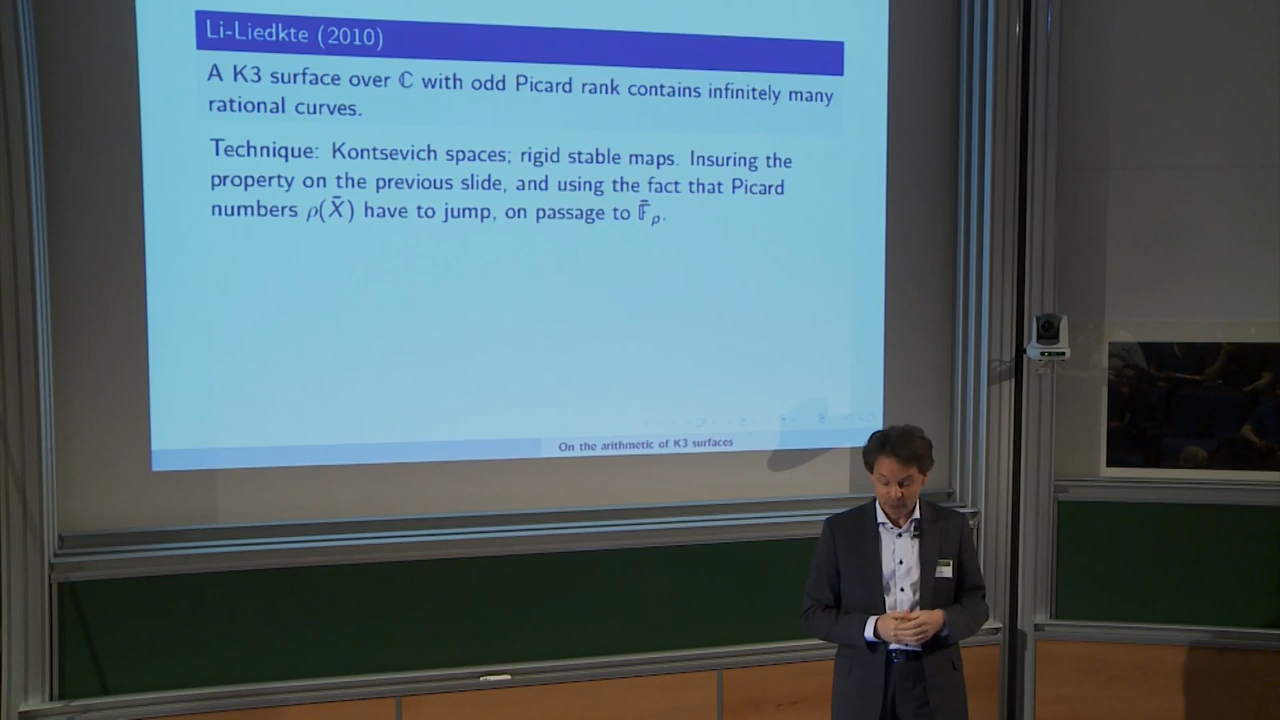 Li-Liedkte (2010)
A K3 surface over ℂ with odd Picard rank contains infinitely many
rational curves.
Technique: Kontsevich spaces; rigid stable maps. Insuring the
property on the previous slide, and using the fact that Picard
numbers ρ(X̄) have to jump, on passage to 𝔽̄ₚ.
On the arithmetic of K3 surfaces